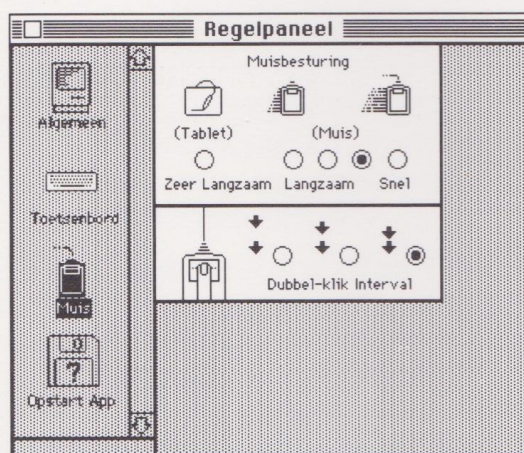 Regelpaneel
Algemeen
Toetsenbord
Muis
Opstart App
Muisbesturing
(Tablet) (Muis)
Zeer Langzaam Langzaam Snel
Dubbel-klik Interval